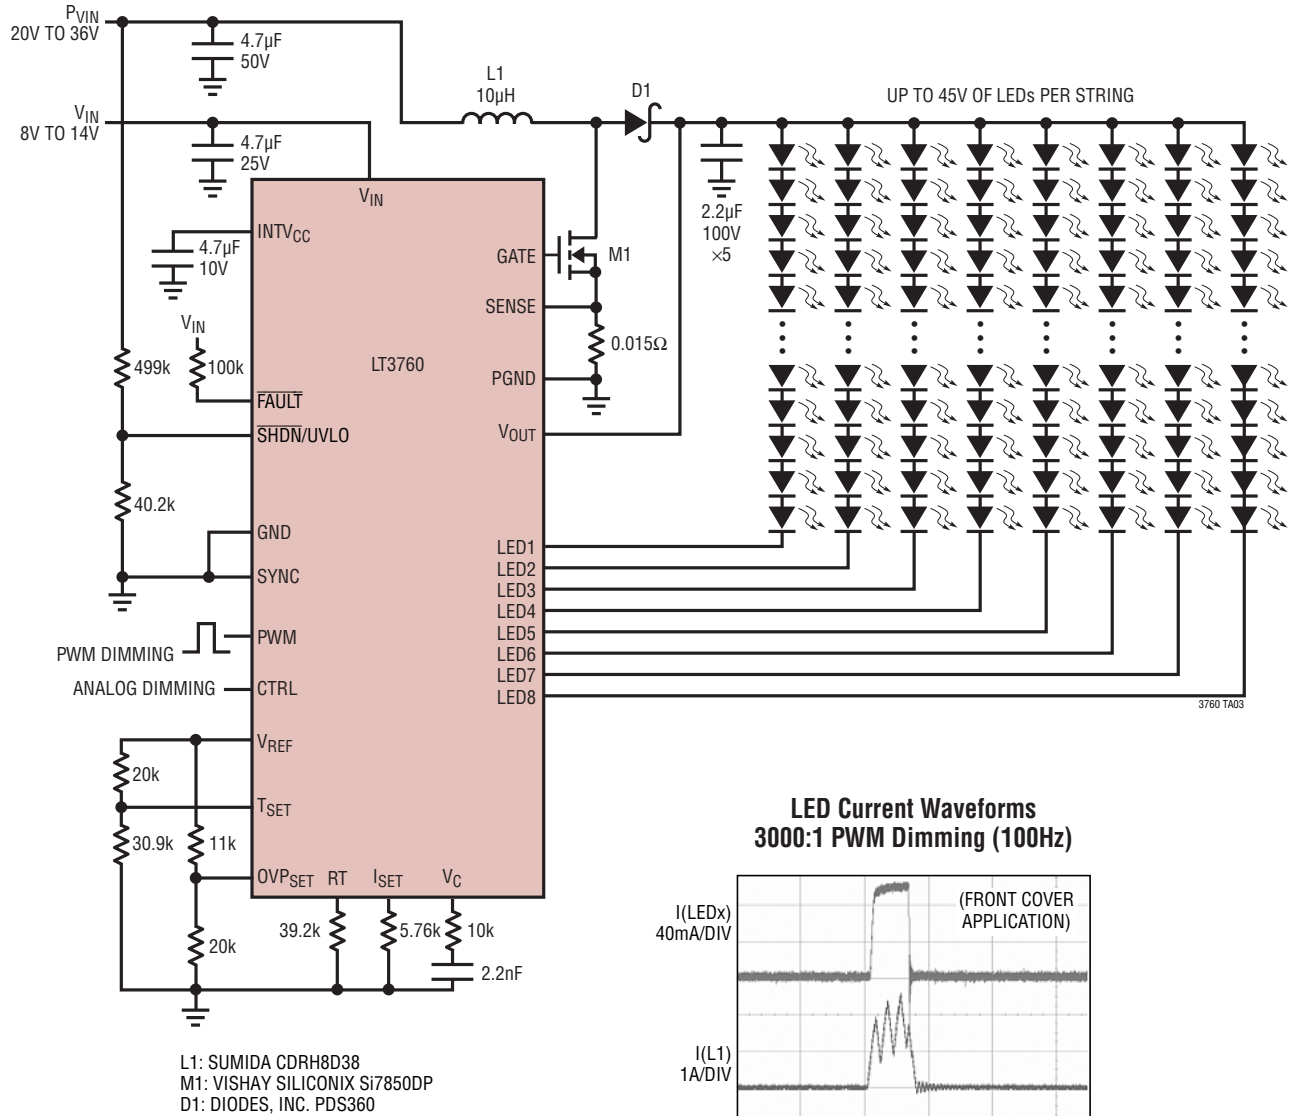 PVIN
20V TO 36V
4.7µF
50V
L1
10µH
D1
UP TO 45V OF LEDs PER STRING
VIN
8V TO 14V
4.7µF
25V
VIN
2.2µF
100V
×5
INTVCC
4.7µF
10V
GATE
M1
SENSE
VIN
0.015Ω
499k
100k
LT3760
PGND
FAULT
SHDN/UVLO
VOUT
40.2k
GND
LED1
LED2
SYNC
LED3
LED4
PWM
LED5
PWM DIMMING
LED6
LED7
ANALOG DIMMING
CTRL
LED8
3760 TA03
VREF
20k
TSET
30.9k
11k
OVPSET
RT
ISET
VC
39.2k
5.76k
10k
20k
2.2nF
L1: SUMIDA CDRH8D38
M1: VISHAY SILICONIX Si7850DP
D1: DIODES, INC. PDS360
LED Current Waveforms
3000:1 PWM Dimming (100Hz)
I(LEDx)
40mA/DIV
(FRONT COVER
APPLICATION)
I(L1)
1A/DIV